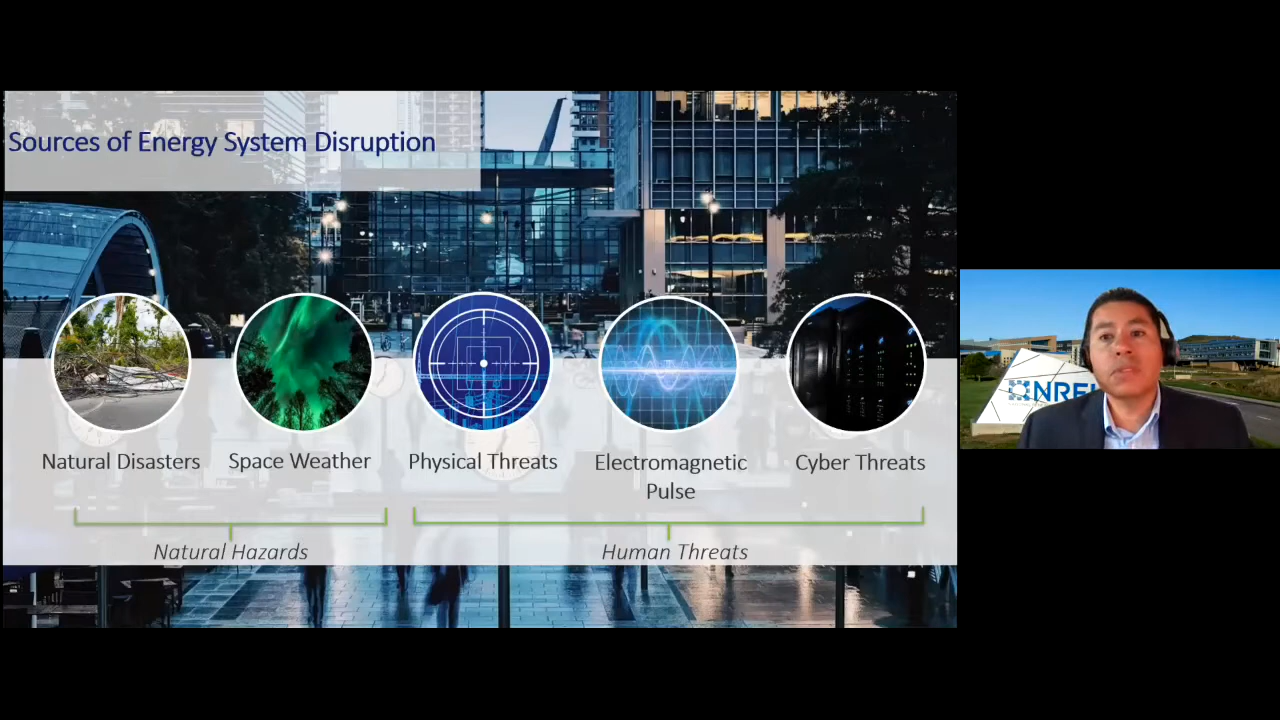 Sources of Energy System Disruption
Natural Disasters
Space Weather
Physical Threats
Electromagnetic
Pulse
Cyber Threats
Natural Hazards
Human Threats